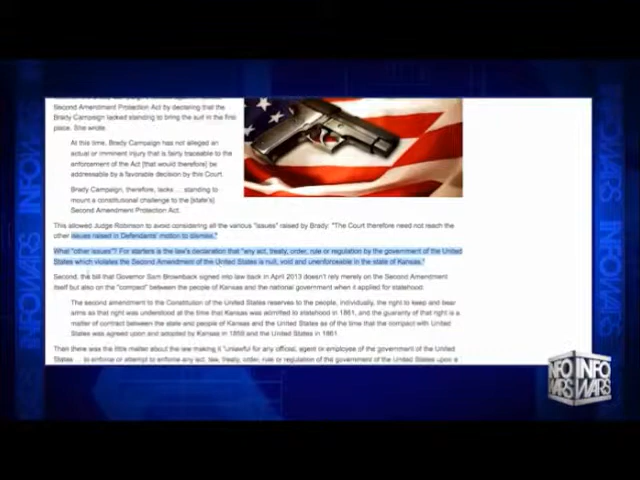 Second Amendment Protection Act by declaring that the
Brady Campaign lacked standing to bring the suit in the first
place. She wrote:
At this time, Brady Campaign has not alleged an
actual or imminent injury that is fairly traceable to the
enforcement of the Act [that would therefore] be
addressable by a favorable decision by this Court.
Brady Campaign, therefore, lacks ... standing to
mount a constitutional challenge to the [state's]
Second Amendment Protection Act.
This allowed Judge Robinson to avoid considering all the various "issues" raised by Brady: "The Court therefore need not reach the
other issues raised in Defendants' motion to dismiss."
What "other issues"? For starters is the law's declaration that "any act, treaty, order, rule or regulation by the government of the United
States which violates the Second Amendment of the United States is null, void and unenforceable in the state of Kansas."
Second, the bill that Governor Sam Brownback signed into law back in April 2013 doesn't rely merely on the Second Amendment
itself but also on the "compact" between the people of Kansas and the national government when it applied for statehood:
The second amendment to the Constitution of the United States reserves to the people, individually, the right to keep and bear
arms as that right was understood at the time that Kansas was admitted to statehood in 1861, and the guaranty of that right is a
matter of contract between the state and people of Kansas and the United States as of the time that the compact with United
States was agreed upon and adopted by Kansas in 1859 and the United States in 1861.
Then there was the little matter about the law making it "unlawful for any official, agent or employee of the government of the United
States ... to enforce or attempt to enforce any act, law, treaty, order, rule or regulation of the government of the United States upon a
INFO WARS
INFO WARS